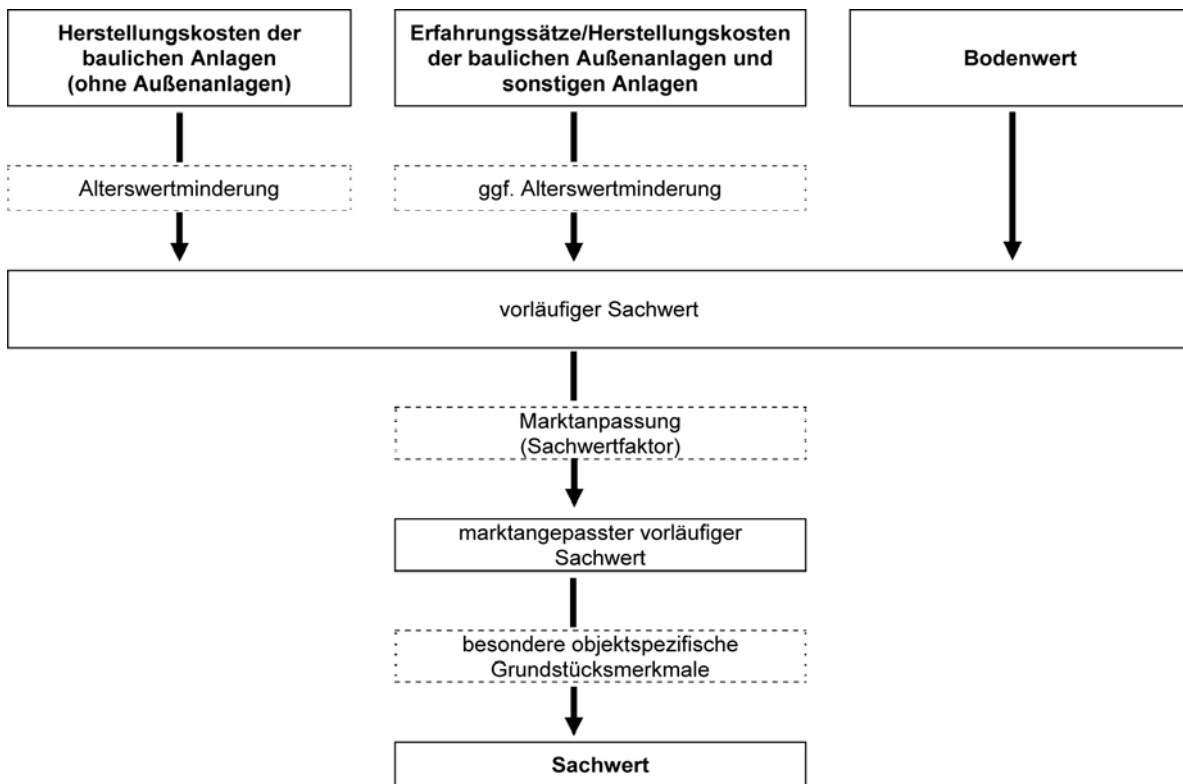 Herstellungskosten der
baulichen Anlagen
(ohne Außenanlagen)
Erfahrungssätze/Herstellungskosten
der baulichen Außenanlagen und
sonstigen Anlagen
Bodenwert
Alterswertminderung
ggf. Alterswertminderung
vorläufiger Sachwert
Marktanpassung
(Sachwertfaktor)
marktangepasster vorläufiger
Sachwert
besondere objektspezifische
Grundstücksmerkmale
Sachwert